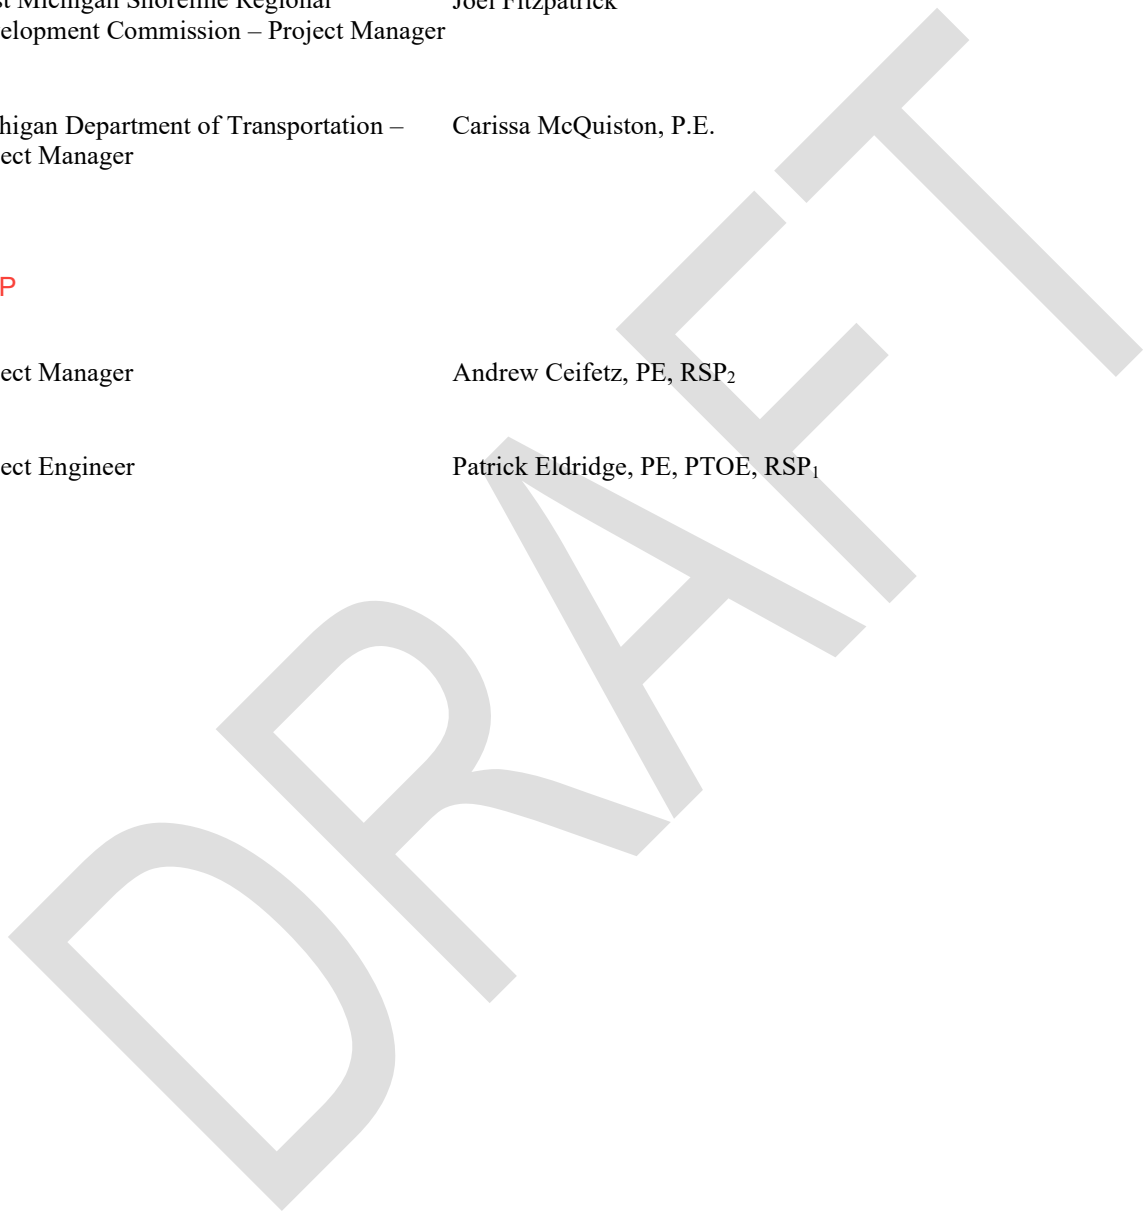 st Michigan Shoreline Regional Joel Fitzpatrick
elopment Commission – Project Manager
higan Department of Transportation – Carissa McQuiston, P.E.
ect Manager
P
ect Manager Andrew Ceifetz, PE, RSP₂
ect Engineer Patrick Eldridge, PE, PTOE, RSP₁
DRAFT